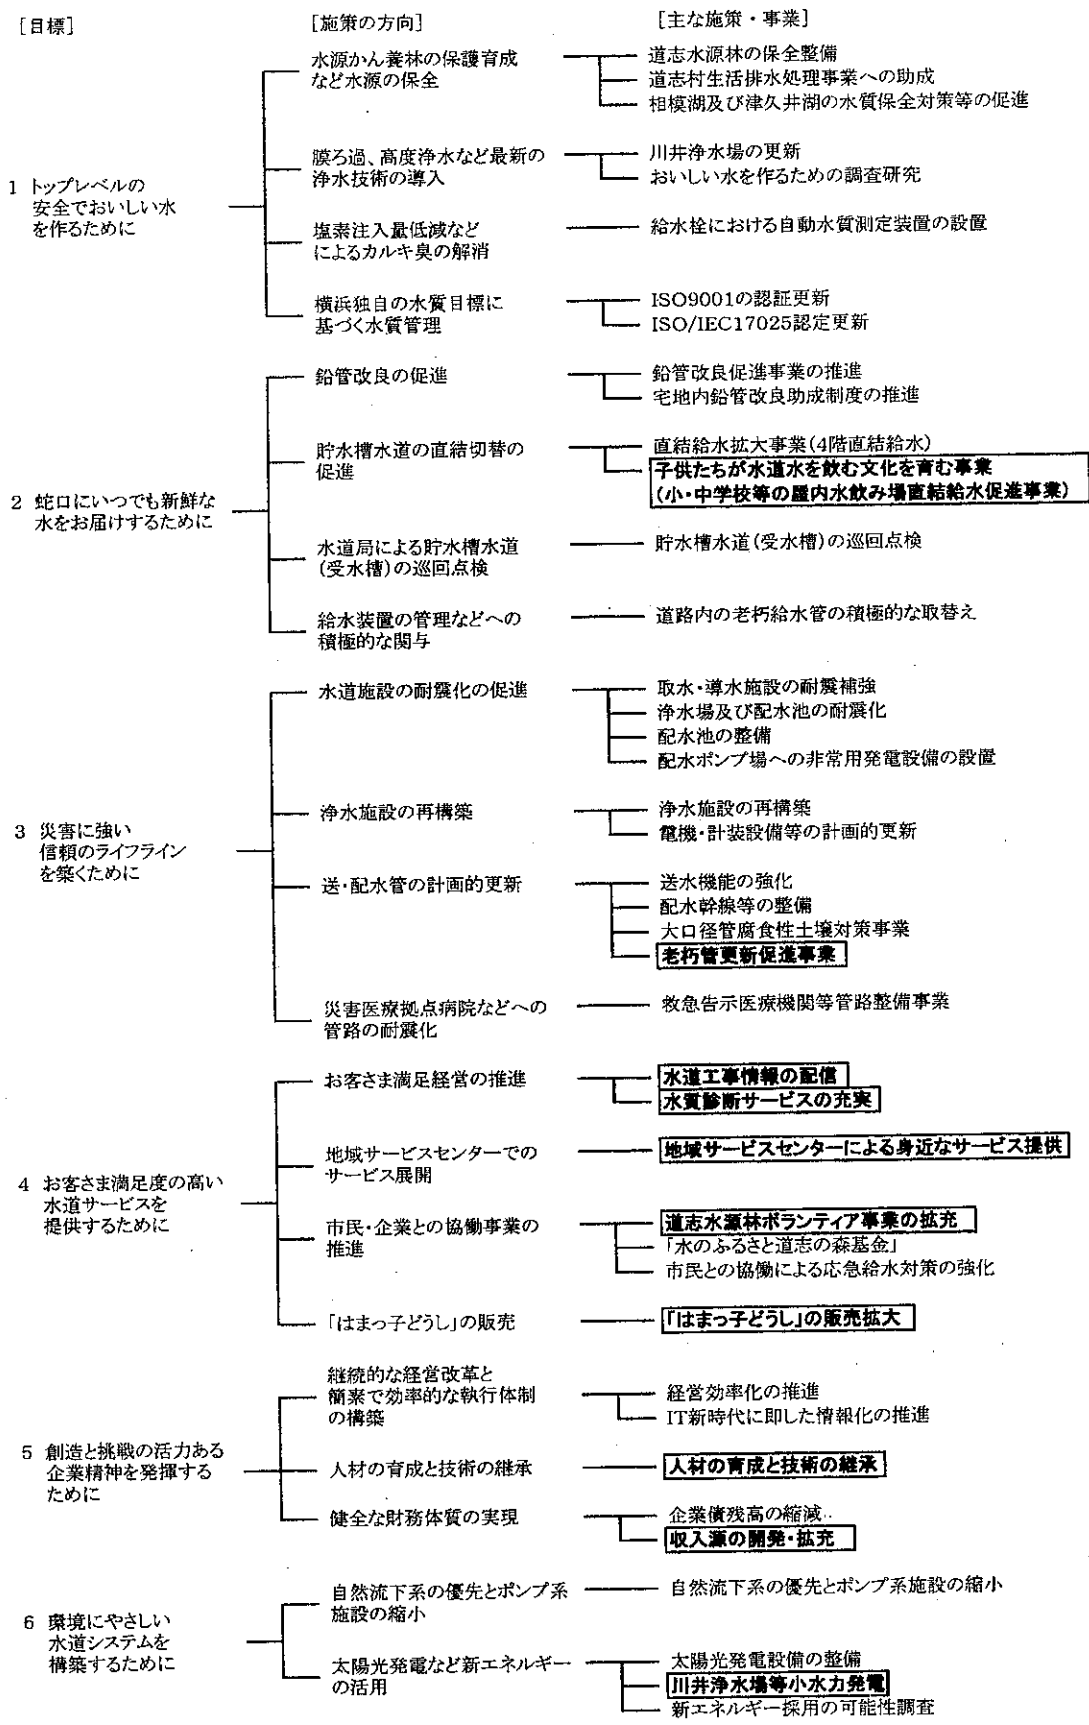 ［目標］
［施策の方向］
［主な施策・事業］
1 トップレベルの
安全でおいしい水
を作るために
水源かん養林の保護育成
など水源の保全
道志水源林の保全整備
道志村生活排水処理事業への助成
相模湖及び津久井湖の水質保全対策等の促進
膜ろ過、高度浄水など最新の
浄水技術の導入
川井浄水場の更新
おいしい水を作るための調査研究
塩素注入量低減など
によるカルキ臭の解消
給水栓における自動水質測定装置の設置
横浜独自の水質目標に
基づく水質管理
ISO9001の認証更新
ISO/IEC17025認定更新
2 蛇口にいつでも新鮮な
水をお届けするために
鉛管改良の促進
鉛管改良促進事業の推進
宅地内鉛管改良助成制度の推進
貯水槽水道の直結切替の
促進
直結給水拡大事業(4階直結給水)
子供たちが水道水を飲む文化を育む事業
(小・中学校等の屋内水飲み場直結給水促進事業)
水道局による貯水槽水道
(受水槽)の巡回点検
貯水槽水道(受水槽)の巡回点検
給水装置の管理などへの
積極的な関与
道路内の老朽給水管の積極的な取替え
3 災害に強い
信頼のライフライン
を築くために
水道施設の耐震化の促進
取水・導水施設の耐震補強
浄水場及び配水池の耐震化
配水池の整備
配水ポンプ場への非常用発電設備の設置
浄水施設の再構築
浄水施設の再構築
電機・計装設備等の計画的更新
送・配水管の計画的更新
送水機能の強化
配水幹線等の整備
大口径管腐食性土壌対策事業
老朽管更新促進事業
災害医療拠点病院などへの
管路の耐震化
救急告示医療機関等管路整備事業
4 お客さま満足度の高い
水道サービスを
提供するために
お客さま満足経営の推進
水道工事情報の配信
水質診断サービスの充実
地域サービスセンターでの
サービス展開
地域サービスセンターによる身近なサービス提供
市民・企業との協働事業の
推進
道志水源林ボランティア事業の拡充
「水のふるさと道志の森基金」
市民との協働による応急給水対策の強化
「はまっ子どうし」の販売
「はまっ子どうし」の販売拡大
5 創造と挑戦の活力ある
企業精神を発揮する
ために
継続的な経営改革と
簡素で効率的な執行体制
の構築
経営効率化の推進
IT新時代に即した情報化の推進
人材の育成と技術の継承
人材の育成と技術の継承
健全な財務体質の実現
企業債残高の縮減
収入源の開発・拡充
6 環境にやさしい
水道システムを
構築するために
自然流下系の優先とポンプ系
施設の縮小
自然流下系の優先とポンプ系施設の縮小
太陽光発電など新エネルギー
の活用
太陽光発電設備の整備
川井浄水場等小水力発電
新エネルギー採用の可能性調査